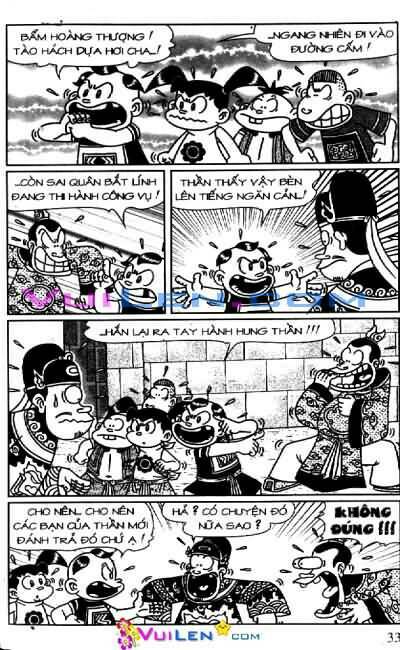 BẨM HOÀNG THƯỢNG!
TÀO HÁCH DỰA HƠI CHA...!
...NGANG NHIÊN ĐI VÀO
ĐƯỜNG CẤM!
...CÒN SAI QUÂN BẮT LÍNH
ĐANG THI HÀNH CÔNG VỤ!
THẦN THẤY VẬY BÈN
LÊN TIẾNG NGĂN CẢN...!
VUILEN.COM
...HẮN LẠI RA TAY HÀNH HUNG THẦN!!!
CHO NÊN... CHO NÊN
CÁC BẠN CỦA THẦN MỚI
ĐÁNH TRẢ ĐÓ CHỨ Ạ!
HẢ? CÓ CHUYỆN ĐÓ
NỮA SAO?
KHÔNG
ĐÚNG!!!
33
VUILEN.COM